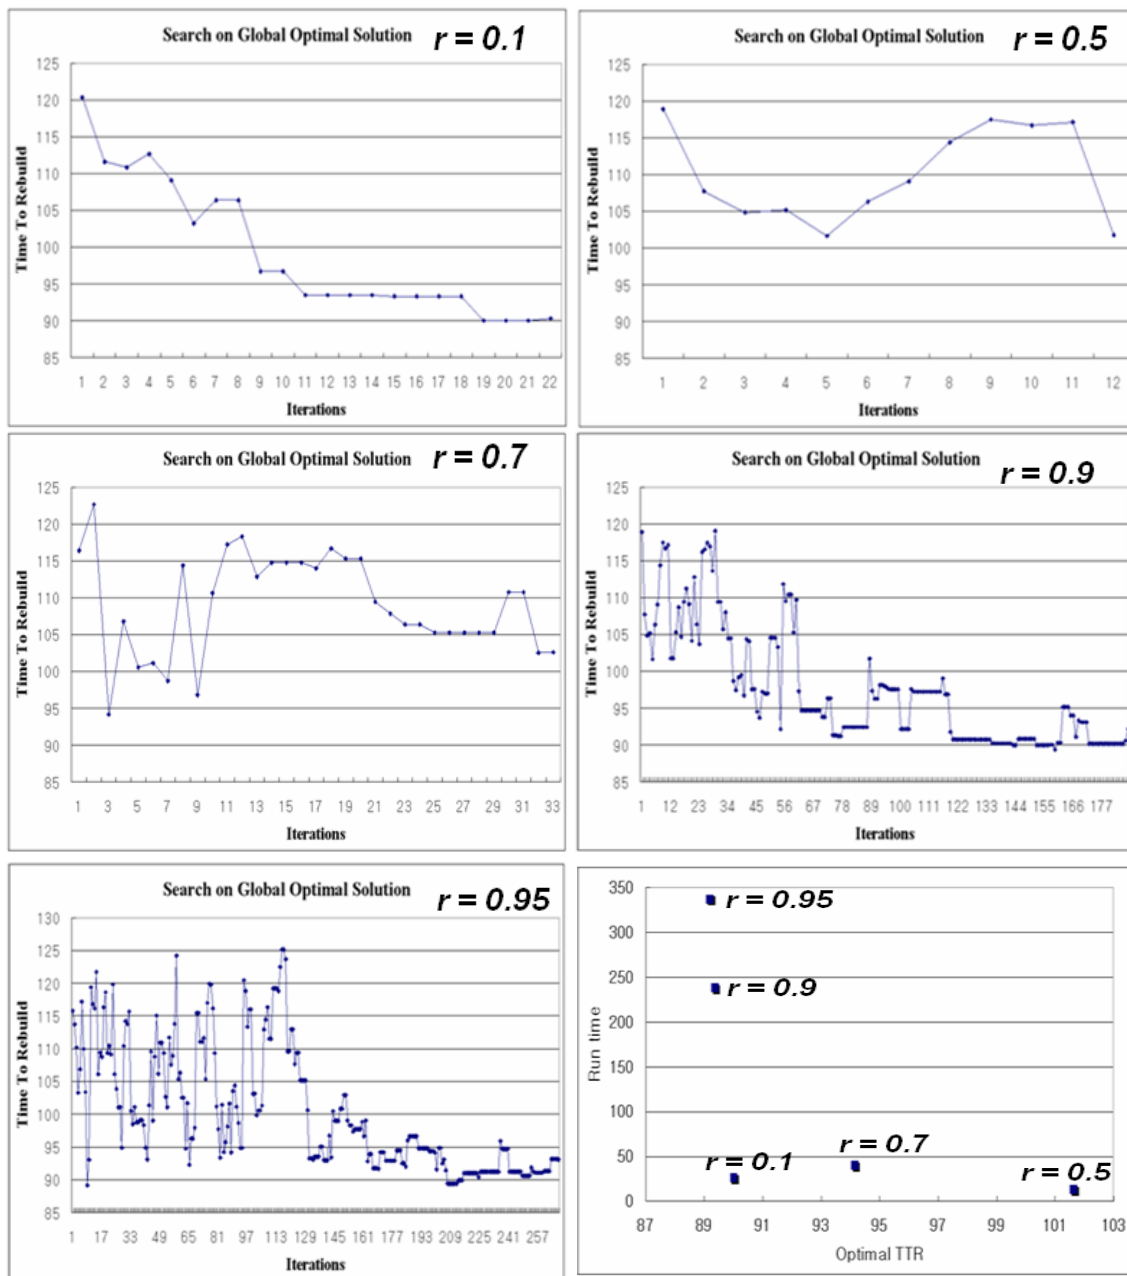 Search on Global Optimal Solution r = 0.1
125
120
115
110
105
100
95
90
85
Time To Rebuild
1 2 3 4 5 6 7 8 9 10 11 12 13 14 15 16 17 18 19 20 21 22
Iterations
Search on Global Optimal Solution r = 0.5
125
120
115
110
105
100
95
90
85
Time To Rebuild
1 2 3 4 5 6 7 8 9 10 11 12
Iterations
Search on Global Optimal Solution r = 0.7
125
120
115
110
105
100
95
90
85
Time To Rebuild
1 3 5 7 9 11 13 15 17 19 21 23 25 27 29 31 33
Iterations
Search on Global Optimal Solution r = 0.9
125
120
115
110
105
100
95
90
85
Time To Rebuild
1 12 23 34 45 56 67 78 89 100 111 122 133 144 155 166 177
Iterations
Search on Global Optimal Solution r = 0.95
130
125
120
115
110
105
100
95
90
85
Time To Rebuild
1 17 33 49 65 81 97 113 129 145 161 177 193 209 225 241 257
Iterations
350
300
250
200
150
100
50
0
Run time
r = 0.95
r = 0.9
r = 0.7
r = 0.1
r = 0.5
87 89 91 93 95 97 99 101 103
Optimal TTR